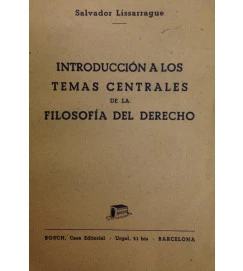 Salvador Lissarrague
INTRODUCCIÓN A LOS
TEMAS CENTRALES
DE LA
FILOSOFÍA DEL DERECHO
BOSCH, Casa Editorial - Urgel, 51 bis - BARCELONA